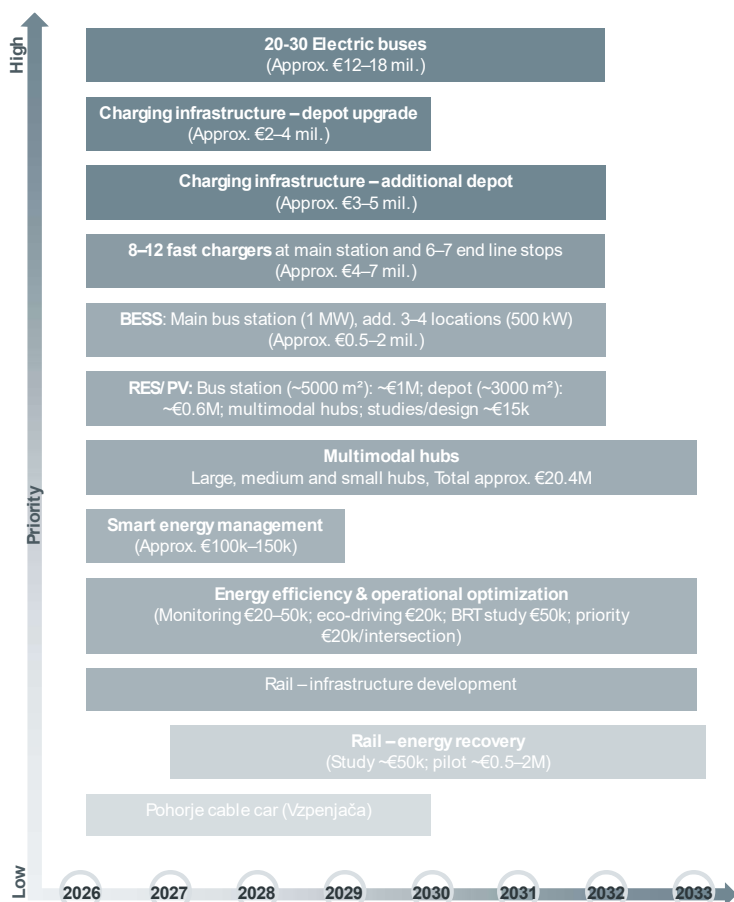 High
20-30 Electric buses
(Approx. €12–18 mil.)
Charging infrastructure – depot upgrade
(Approx. €2–4 mil.)
Charging infrastructure – additional depot
(Approx. €3–5 mil.)
8–12 fast chargers at main station and 6–7 end line stops
(Approx. €4–7 mil.)
BESS: Main bus station (1 MW), add. 3–4 locations (500 kW)
(Approx. €0.5–2 mil.)
RES/PV: Bus station (~5000 m²): ~€1M; depot (~3000 m²):
~€0.6M; multimodal hubs; studies/design ~€15k
Multimodal hubs
Large, medium and small hubs, Total approx. €20.4M
Priority
Smart energy management
(Approx. €100k–150k)
Energy efficiency & operational optimization
(Monitoring €20–50k; eco-driving €20k; BRT study €50k; priority
€20k/intersection)
Rail – infrastructure development
Rail – energy recovery
(Study ~€50k; pilot ~€0.5–2M)
Pohorje cable car (Vzpenjača)
Low
2026 2027 2028 2029 2030 2031 2032 2033